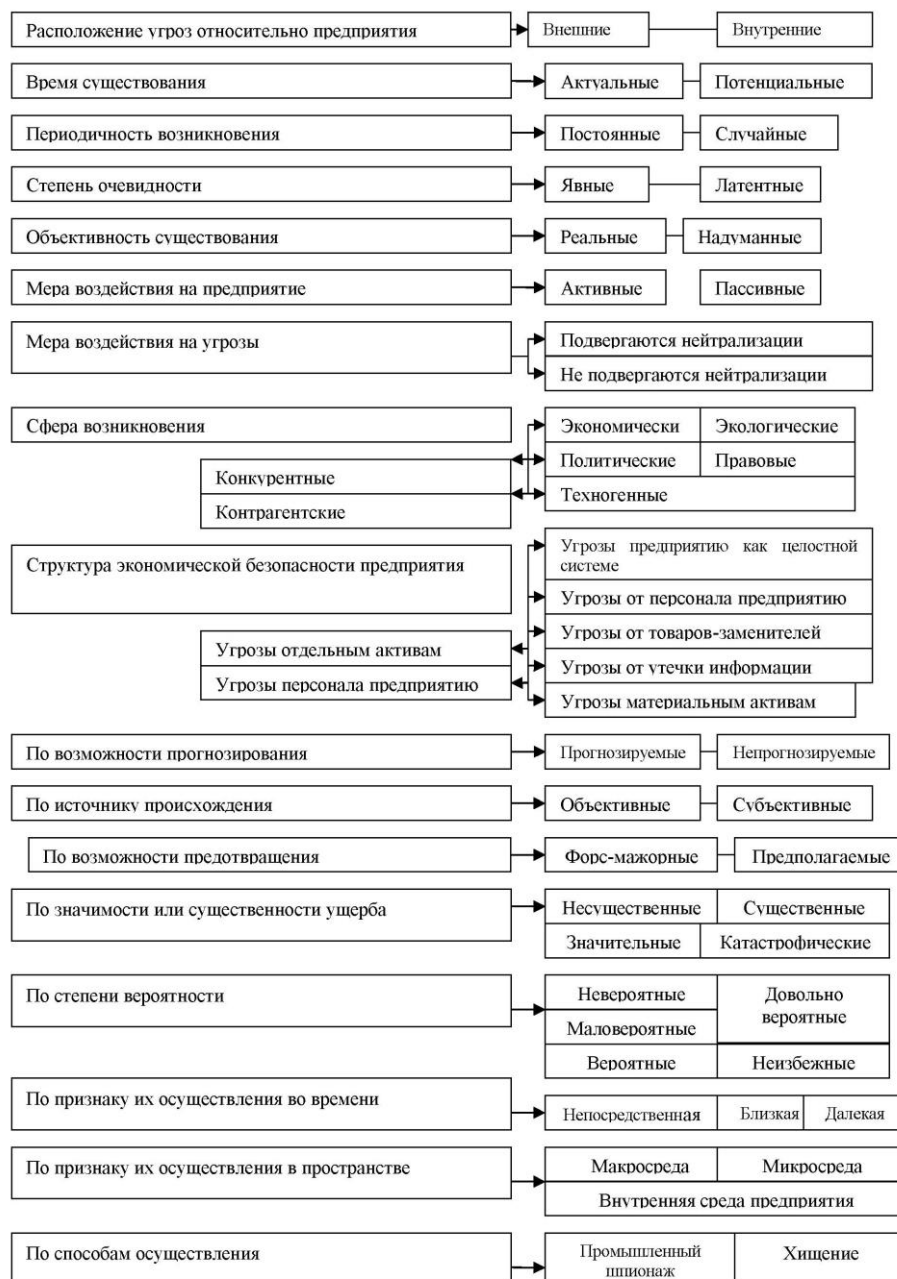 Расположение угроз относительно предприятия
Внешние
Внутренние
Время существования
Актуальные
Потенциальные
Периодичность возникновения
Постоянные
Случайные
Степень очевидности
Явные
Латентные
Объективность существования
Реальные
Надуманные
Мера воздействия на предприятие
Активные
Пассивные
Мера воздействия на угрозы
Подвергаются нейтрализации
Не подвергаются нейтрализации
Сфера возникновения
Экономически
Экологические
Конкурентные
Политические
Правовые
Контрагентские
Техногенные
Структура экономической безопасности предприятия
Угрозы предприятию как целостной
системе
Угрозы от персонала предприятию
Угрозы от товаров-заменителей
Угрозы отдельным активам
Угрозы от утечки информации
Угрозы персонала предприятию
Угрозы материальным активам
По возможности прогнозирования
Прогнозируемые
Непрогнозируемые
По источнику происхождения
Объективные
Субъективные
По возможности предотвращения
Форс-мажорные
Предполагаемые
По значимости или существенности ущерба
Несущественные
Существенные
Значительные
Катастрофические
По степени вероятности
Невероятные
Довольно
вероятные
Маловероятные
Вероятные
Неизбежные
По признаку их осуществления во времени
Непосредственная
Близкая
Далекая
По признаку их осуществления в пространстве
Макросреда
Микросреда
Внутренняя среда предприятия
По способам осуществления
Промышленный
шпионаж
Хищение